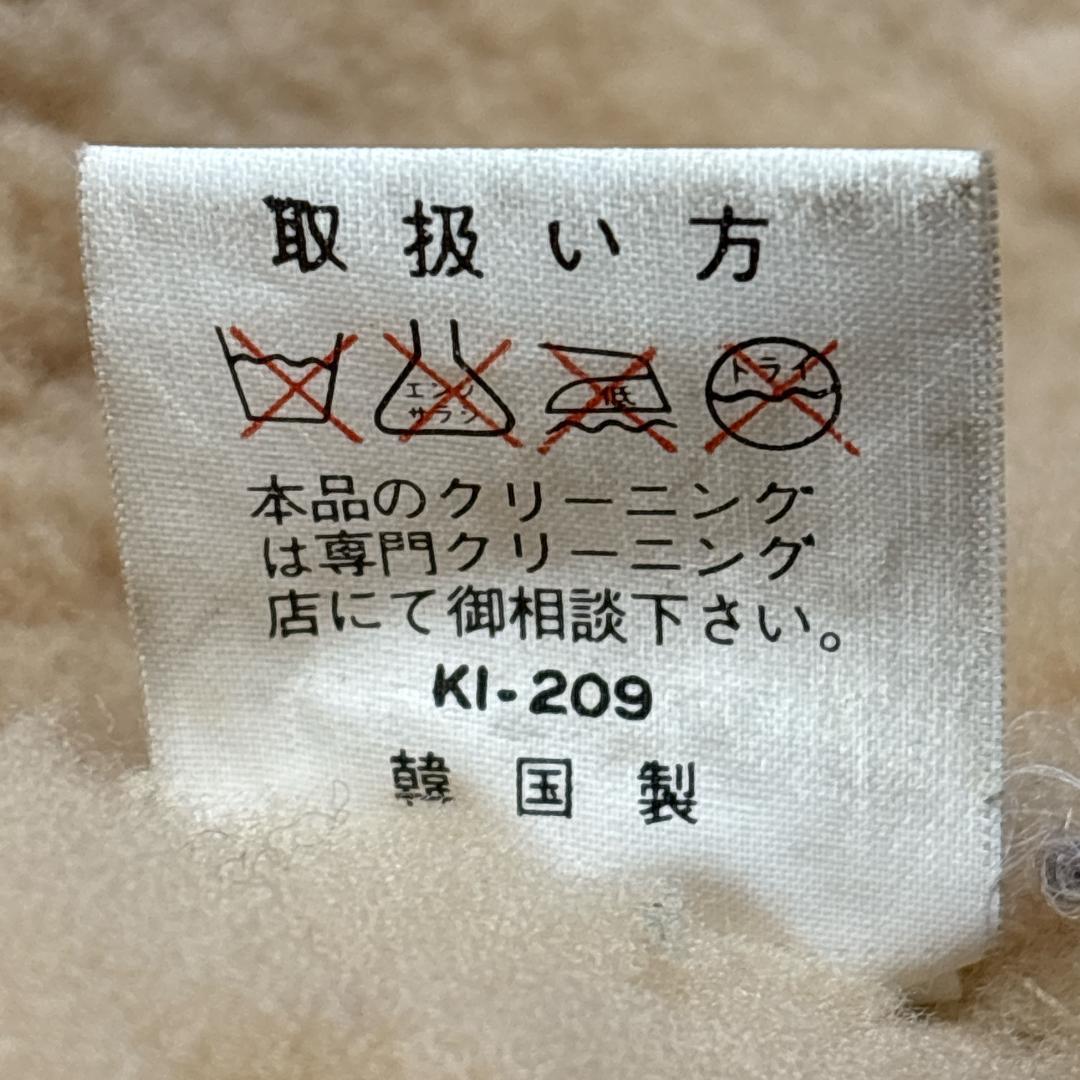 取扱い方
エンソ サラシ 低 ドライ
本品のクリーニング
は専門クリーニング
店にて御相談下さい。
KI-209
韓国製